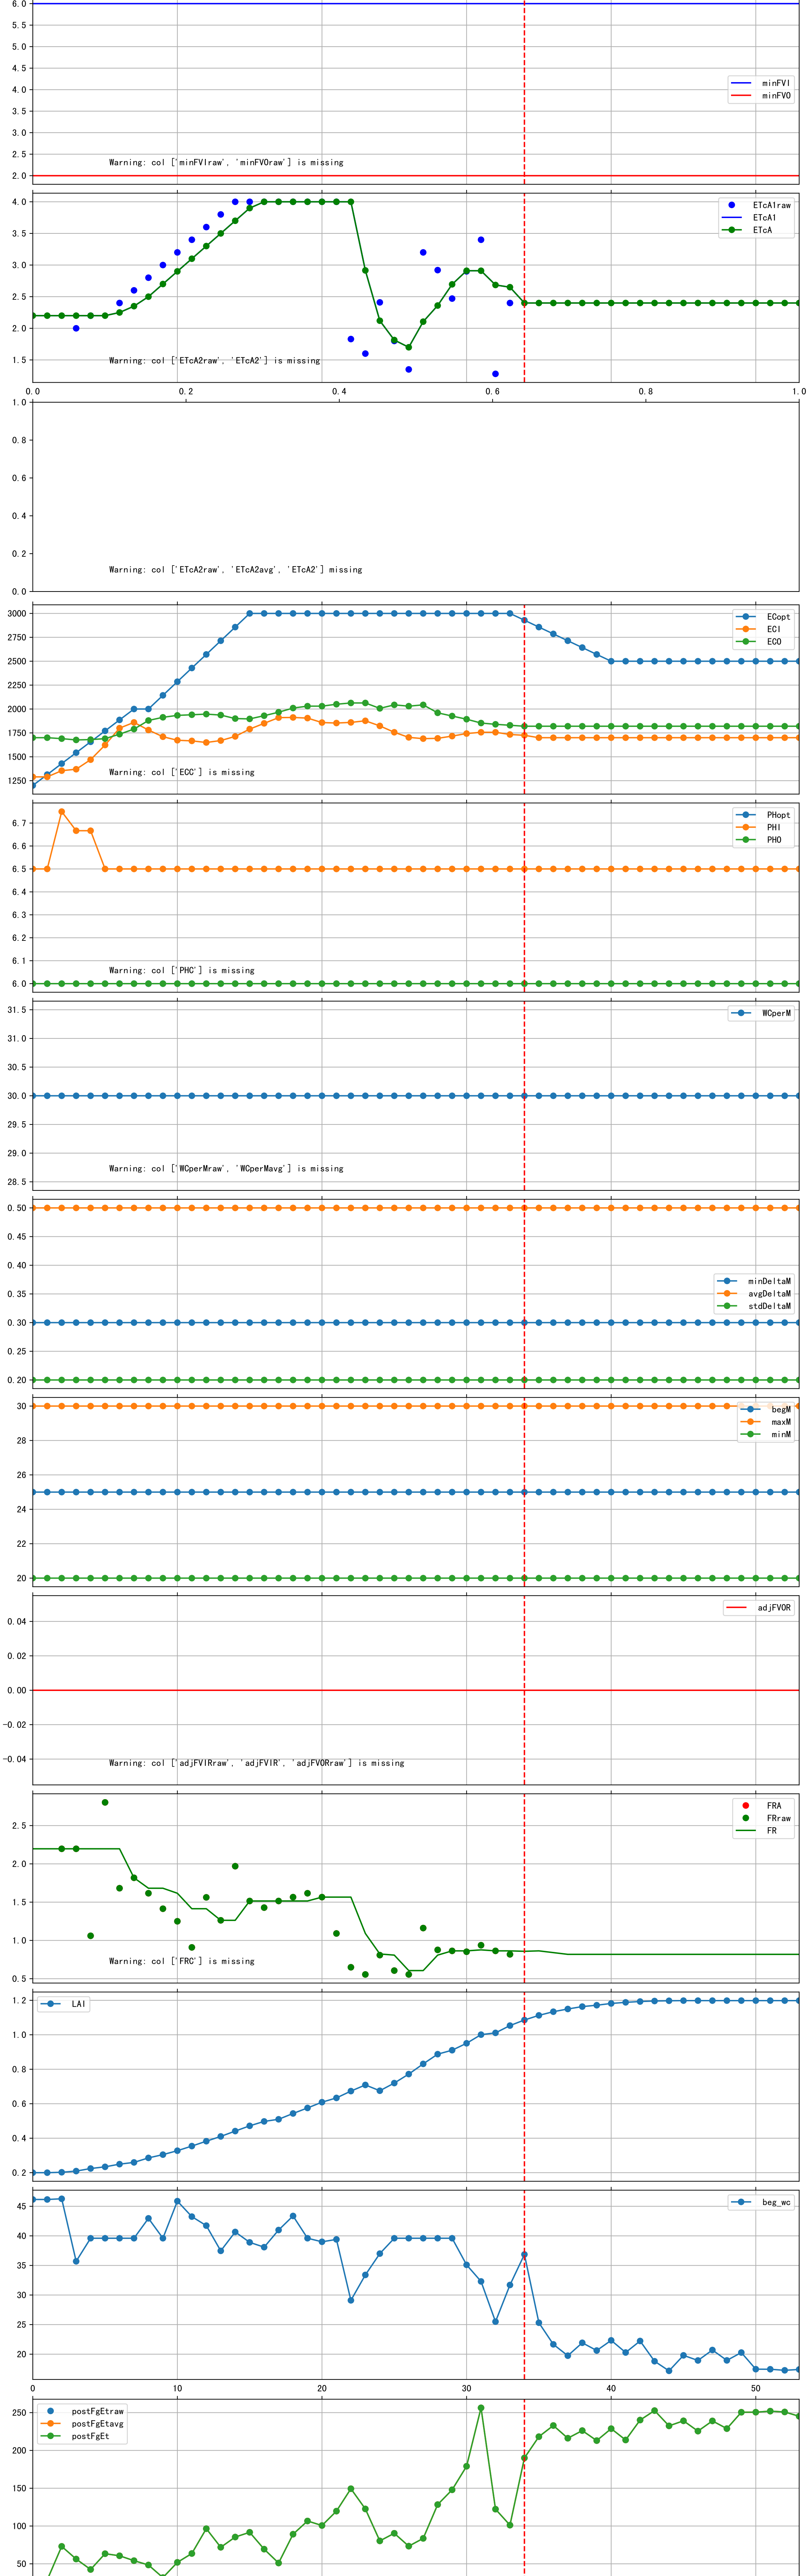 6.0
5.5
5.0
4.5
4.0
3.5
3.0
2.5
2.0
minFVI
minFVO
Warning: col ['minFVIraw', 'minFVOraw'] is missing
4.0
3.5
3.0
2.5
2.0
1.5
ETcA1raw
ETcA1
ETcA
Warning: col ['ETcA2raw', 'ETcA2'] is missing
0.0 0.2 0.4 0.6 0.8 1.0
1.0
0.8
0.6
0.4
0.2
0.0
Warning: col ['ETcA2raw', 'ETcA2avg', 'ETcA2'] missing
3000
2750
2500
2250
2000
1750
1500
1250
ECopt
ECI
ECO
Warning: col ['ECC'] is missing
6.7
6.6
6.5
6.4
6.3
6.2
6.1
6.0
PHopt
PHI
PHO
Warning: col ['PHC'] is missing
31.5
31.0
30.5
30.0
29.5
29.0
28.5
WCperM
Warning: col ['WCperMraw', 'WCperMavg'] is missing
0.50
0.45
0.40
0.35
0.30
0.25
0.20
minDeltaM
avgDeltaM
stdDeltaM
30
28
26
24
22
20
begM
maxM
minM
0.04
0.02
0.00
−0.02
−0.04
adjFVOR
Warning: col ['adjFVIRraw', 'adjFVIR', 'adjFVORraw'] is missing
2.5
2.0
1.5
1.0
0.5
FRA
FRraw
FR
Warning: col ['FRC'] is missing
1.2
1.0
0.8
0.6
0.4
0.2
LAI
45
40
35
30
25
20
beg_wc
0 10 20 30 40 50
250
200
150
100
50
postFgEtraw
postFgEtavg
postFgEt